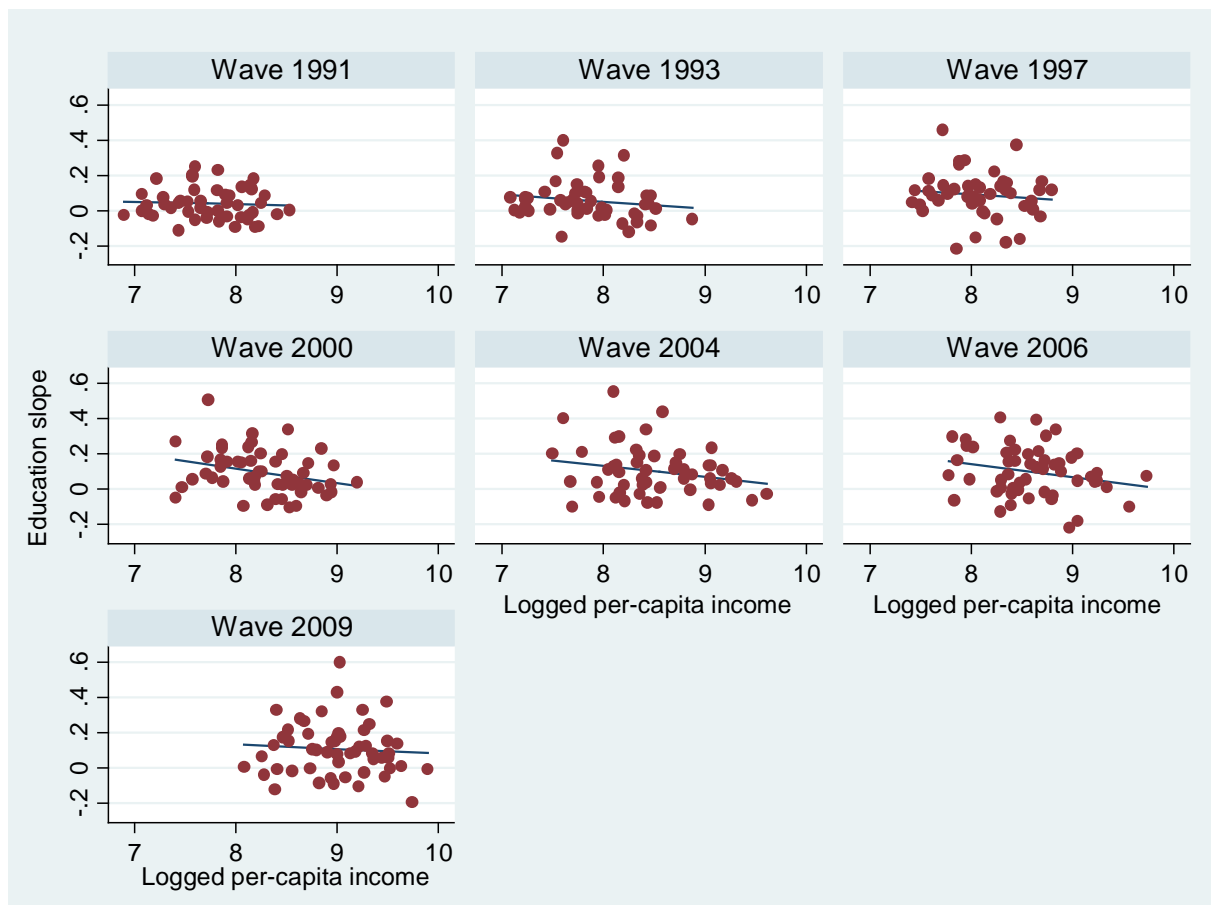 Wave 1991
Wave 1993
Wave 1997
.6
.4
.2
0
-.2
7 8 9 10
7 8 9 10
7 8 9 10
Wave 2000
Wave 2004
Wave 2006
Education slope
.6
.4
.2
0
-.2
7 8 9 10
7 8 9 10
7 8 9 10
Logged per-capita income
Logged per-capita income
Wave 2009
.6
.4
.2
0
-.2
7 8 9 10
Logged per-capita income